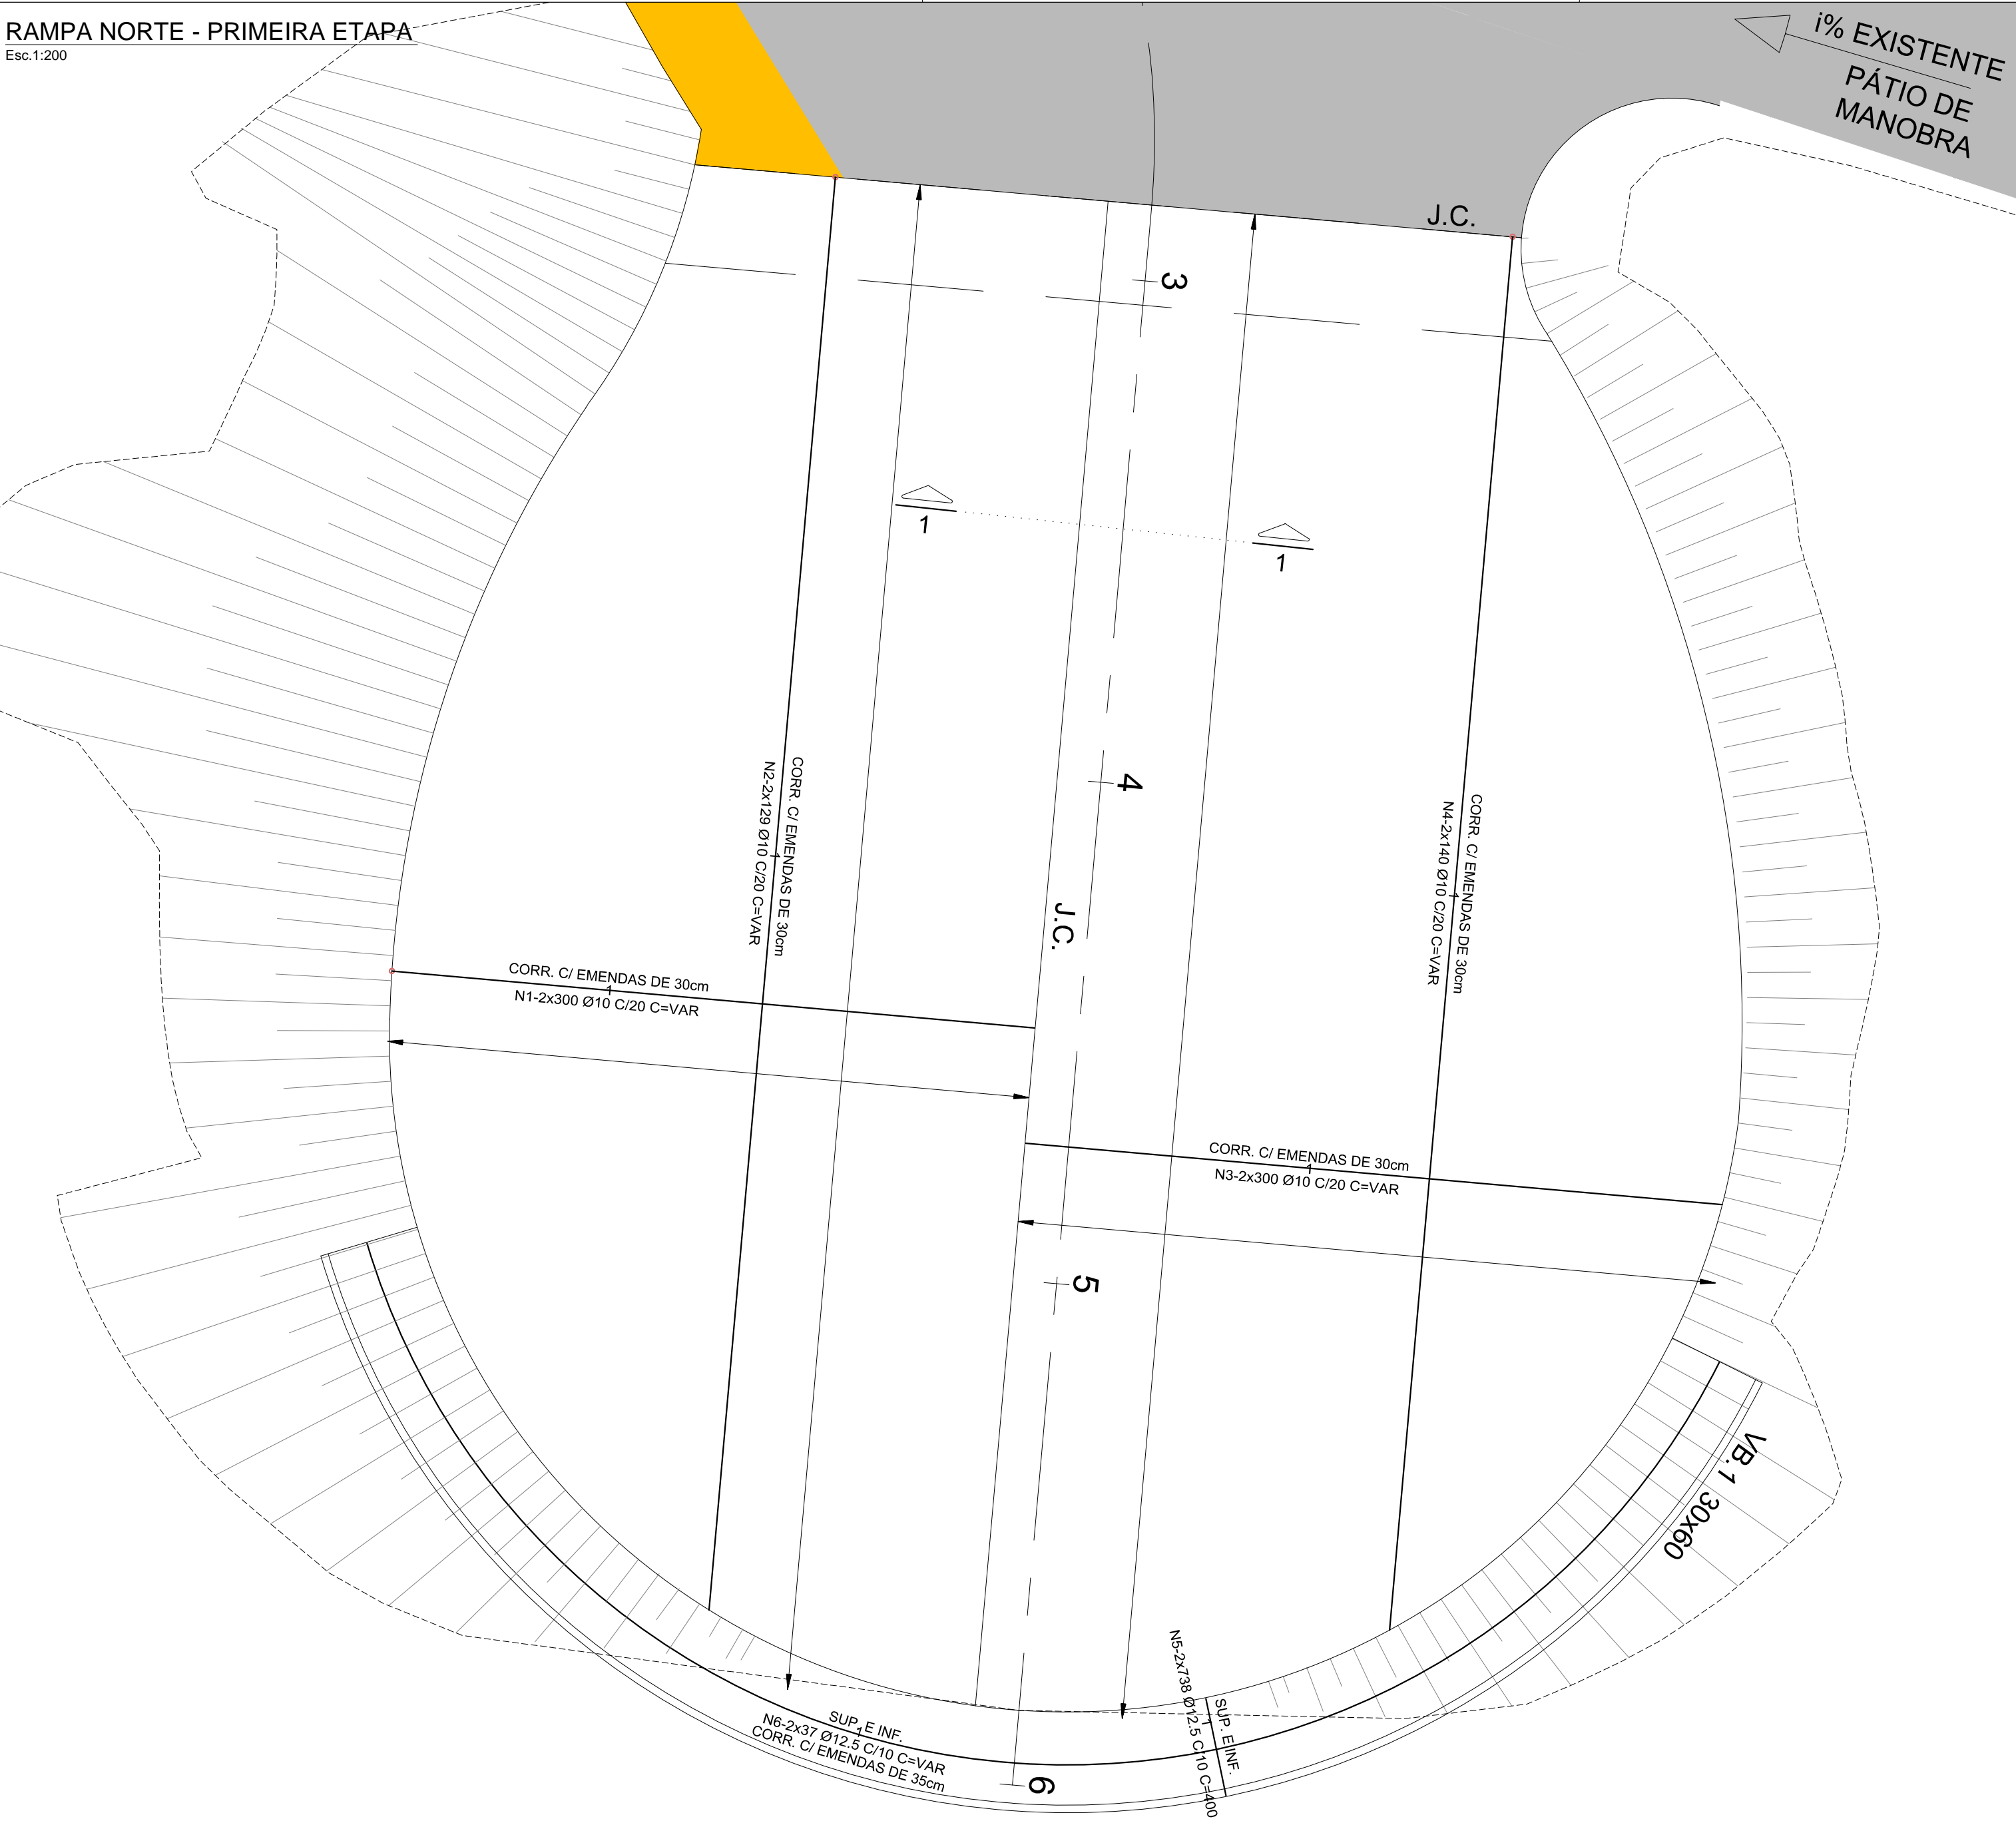 RAMPA NORTE - PRIMEIRA ETAPA
Esc.1:200
i% EXISTENTE
PÁTIO DE
MANOBRA
J.C.
3
1
1
4
CORR. C/ EMENDAS DE 30cm
1
N2-2x129 Ø10 C/20 C=VAR
CORR. C/ EMENDAS DE 30cm
1
N4-2x140 Ø10 C/20 C=VAR
J.C.
CORR. C/ EMENDAS DE 30cm
1
N1-2x300 Ø10 C/20 C=VAR
CORR. C/ EMENDAS DE 30cm
1
N3-2x300 Ø10 C/20 C=VAR
5
VB.1 30x60
SUP. E INF.
1
N5-2x738 Ø12.5 C/10 C=400
SUP. E INF.
1
N6-2x37 Ø12.5 C/10 C=VAR
CORR. C/ EMENDAS DE 35cm
6